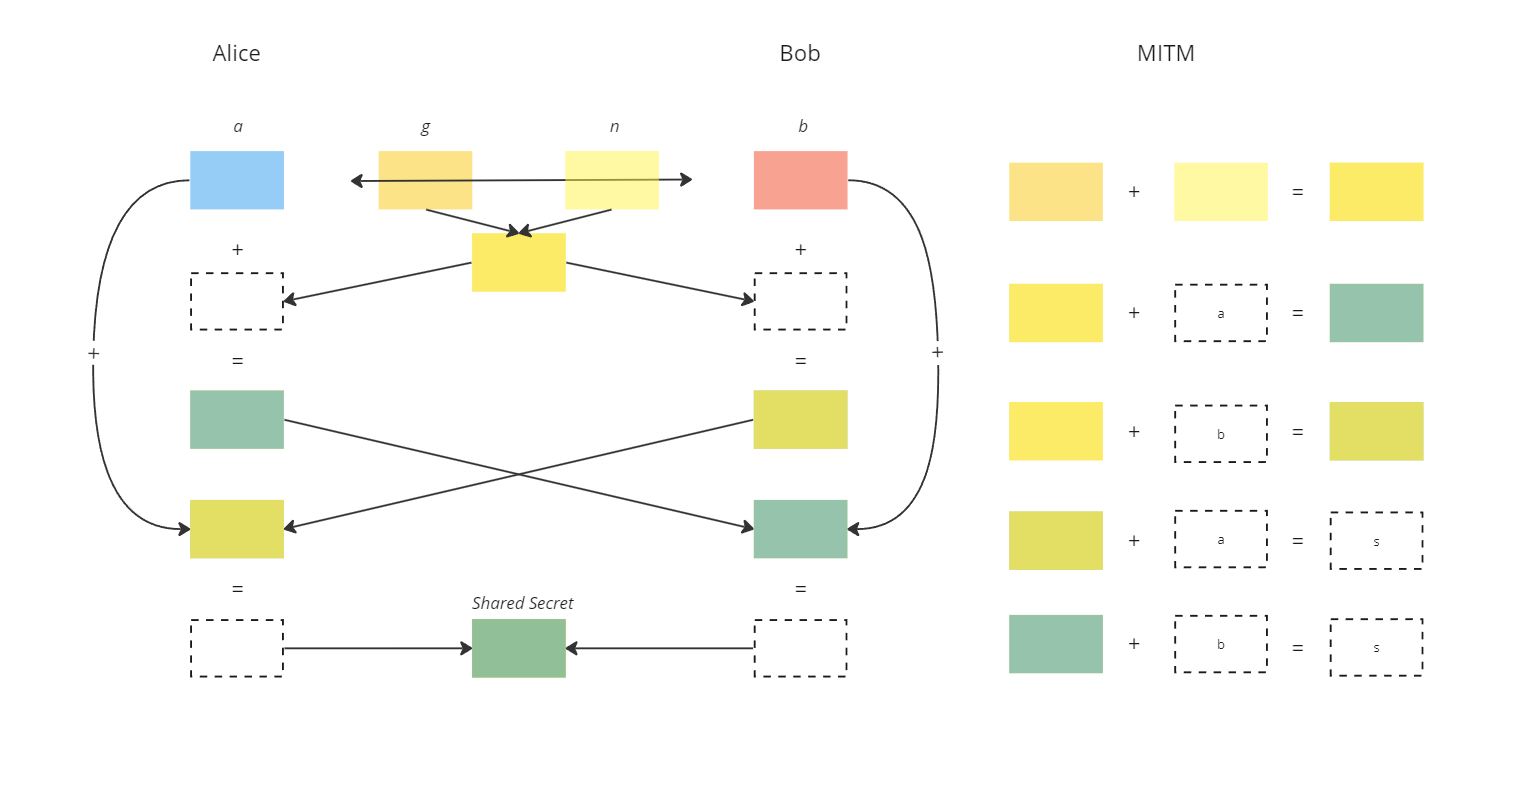 Alice
Bob
MITM
a
g
n
b
+
+
+ =
+ a =
+
+
=
=
+ b =
+ a = s
=
=
Shared Secret
+ b = s